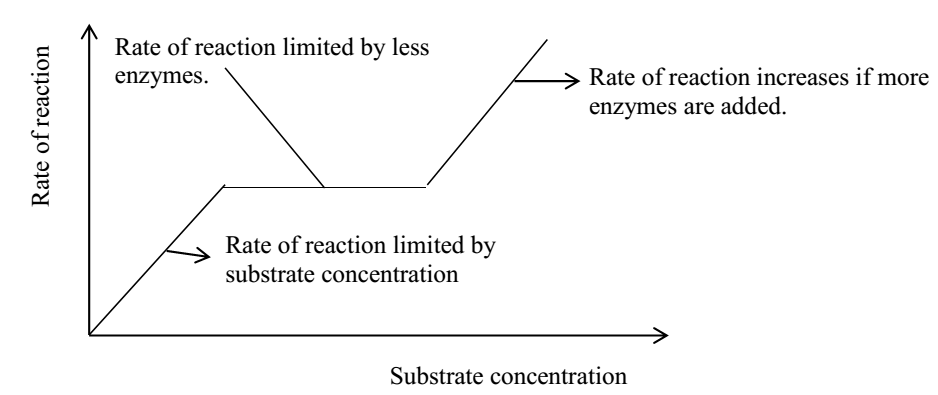 Rate of reaction
Rate of reaction limited by less
enzymes.
Rate of reaction increases if more
enzymes are added.
Rate of reaction limited by
substrate concentration
Substrate concentration